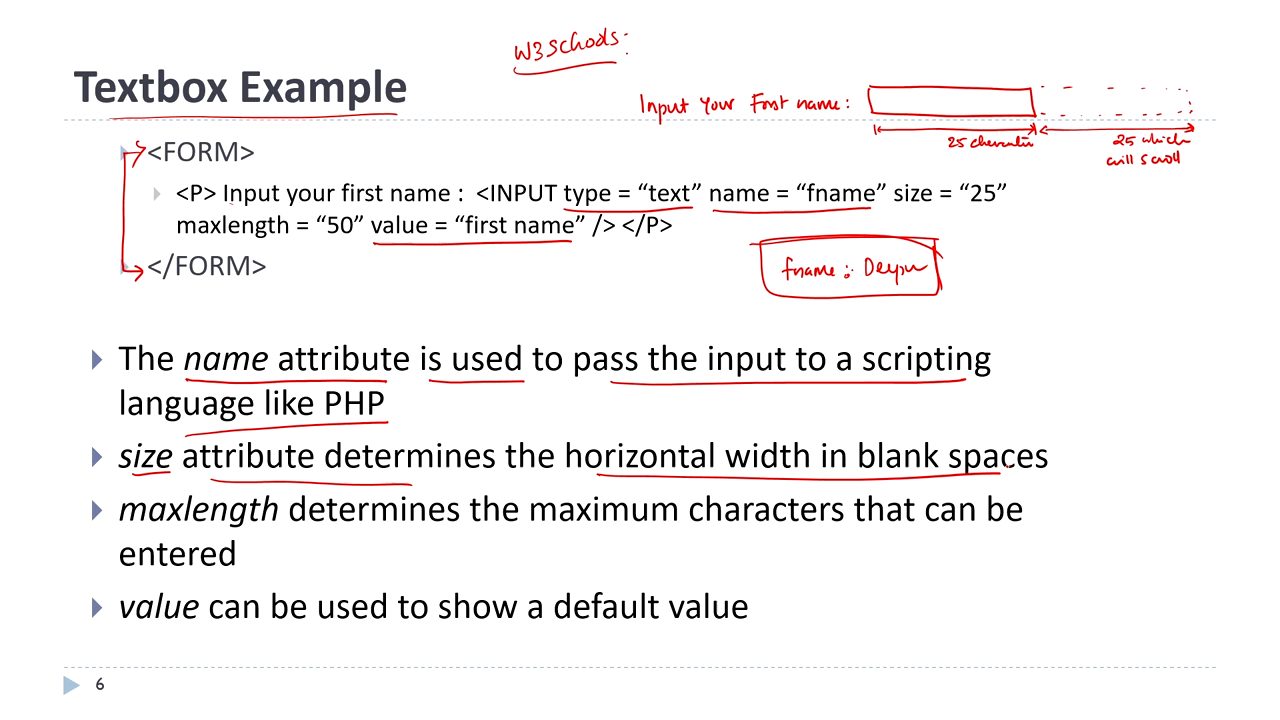 W3Schools:
Textbox Example
Input Your First name :
25 character
25 which
will scroll
<FORM>
<P> Input your first name : <INPUT type = “text” name = “fname” size = “25”
maxlength = “50” value = “first name” /> </P>
fname :
</FORM>
The name attribute is used to pass the input to a scripting
language like PHP
size attribute determines the horizontal width in blank spaces
maxlength determines the maximum characters that can be
entered
value can be used to show a default value
6